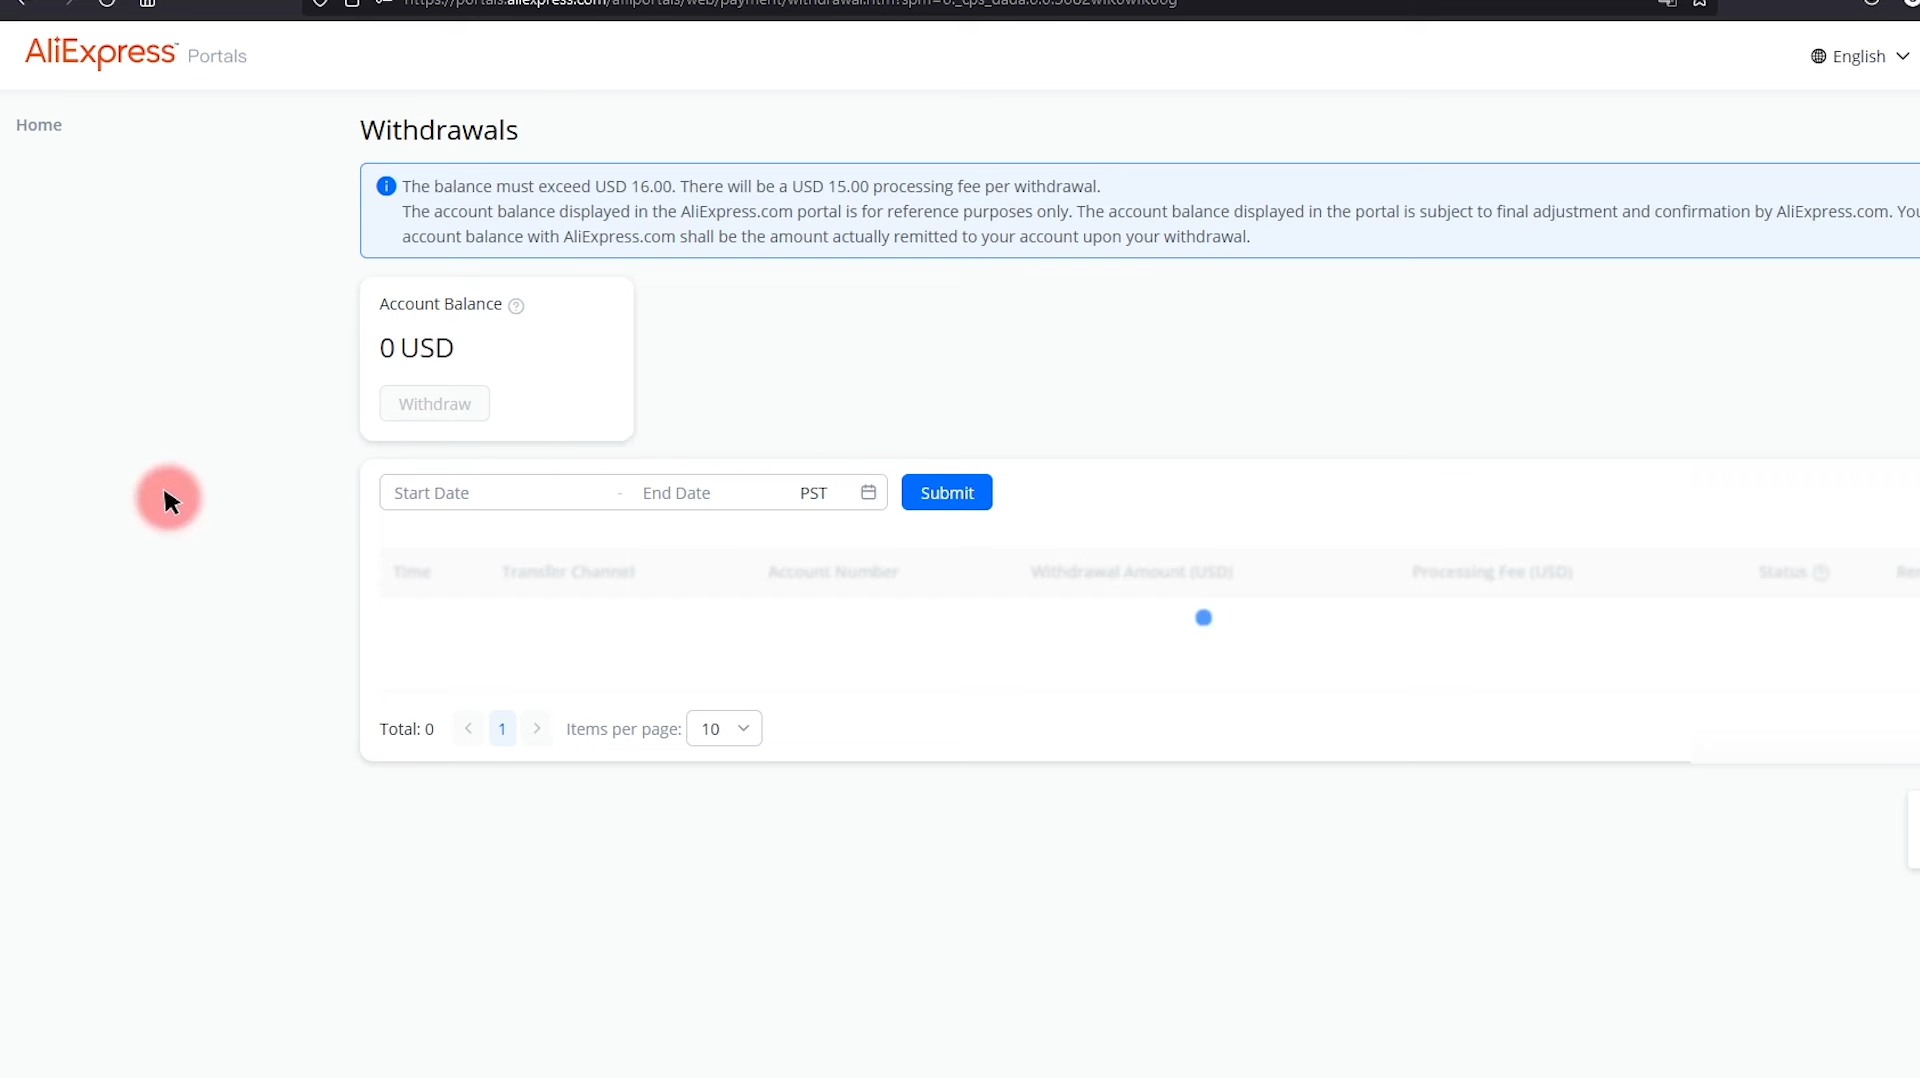 AliExpress™ Portals
English
Home
Withdrawals
The balance must exceed USD 16.00. There will be a USD 15.00 processing fee per withdrawal.
The account balance displayed in the AliExpress.com portal is for reference purposes only. The account balance displayed in the portal is subject to final adjustment and confirmation by AliExpress.com.
account balance with AliExpress.com shall be the amount actually remitted to your account upon your withdrawal.
Account Balance
0 USD
Withdraw
Start Date - End Date PST
Submit
Time Transfer Channel Account Number Withdrawal Amount (USD) Processing Fee (USD) Status
Total: 0 1 Items per page: 10